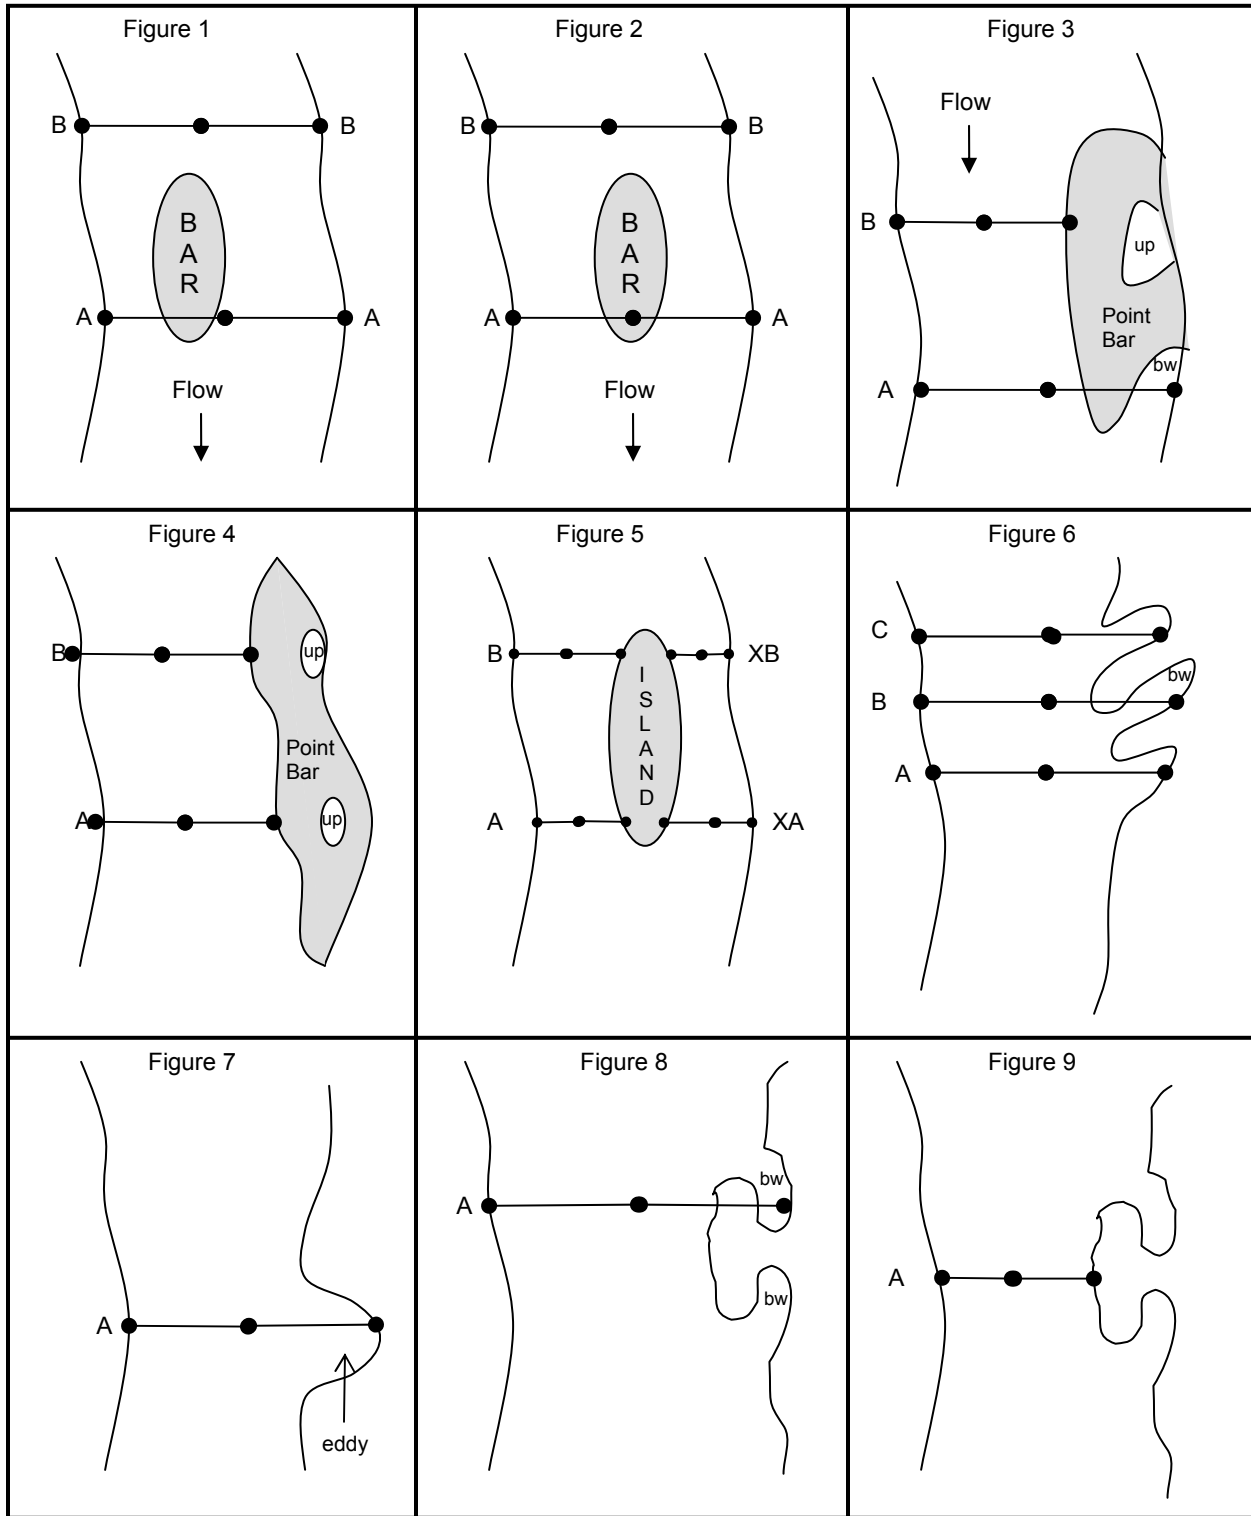 Figure 1
B B
B
A
R
A A
Flow
Figure 2
B B
B
A
R
A A
Flow
Figure 3
Flow
B
up
Point
Bar
bw
A
Figure 4
B
up
Point
Bar
A
up
Figure 5
B XB
I
S
L
A
N
D
A XA
Figure 6
C
bw
B
A
Figure 7
A
eddy
Figure 8
bw
A
bw
Figure 9
A